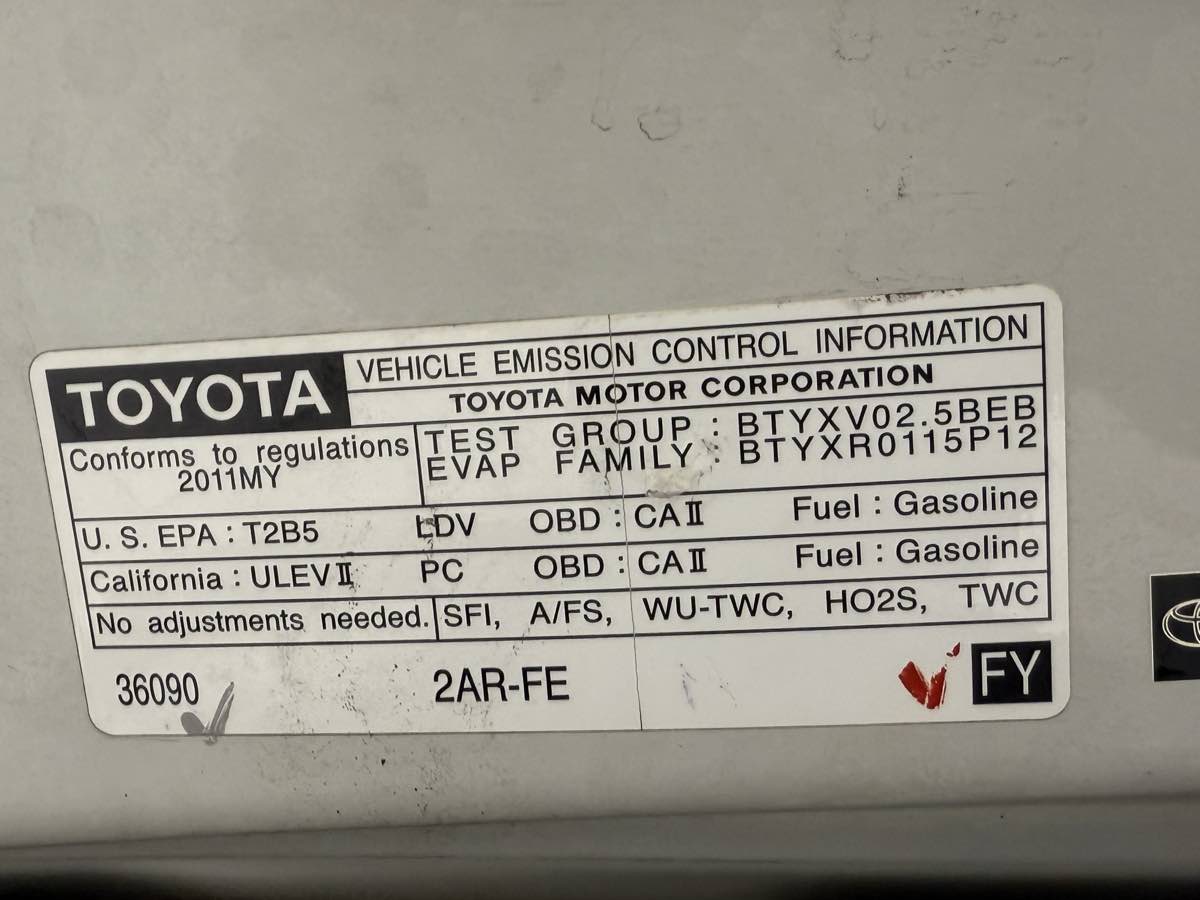 TOYOTA
VEHICLE EMISSION CONTROL INFORMATION
TOYOTA MOTOR CORPORATION
Conforms to regulations
2011MY
TEST GROUP : BTYXV02.5BEB
EVAP FAMILY : BTYXR0115P12
U. S. EPA : T2B5 LDV OBD : CAⅡ Fuel : Gasoline
California : ULEVⅡ PC OBD : CAⅡ Fuel : Gasoline
No adjustments needed. SFI, A/FS, WU-TWC, HO2S, TWC
36090 2AR-FE FY